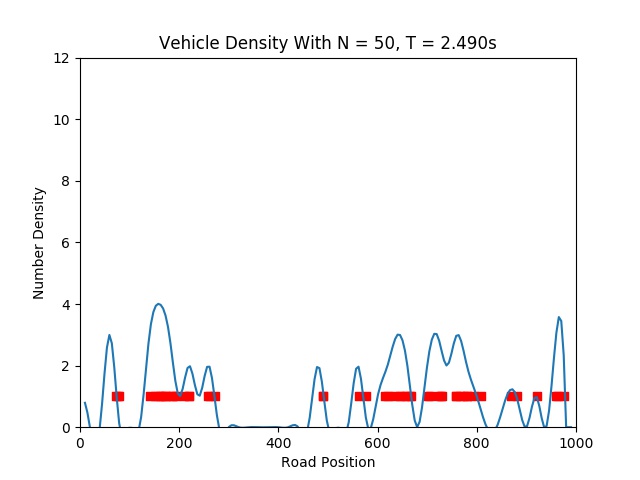 Vehicle Density With N = 50, T = 2.490s
12
10
8
6
4
2
0
Number Density
0 200 400 600 800 1000
Road Position